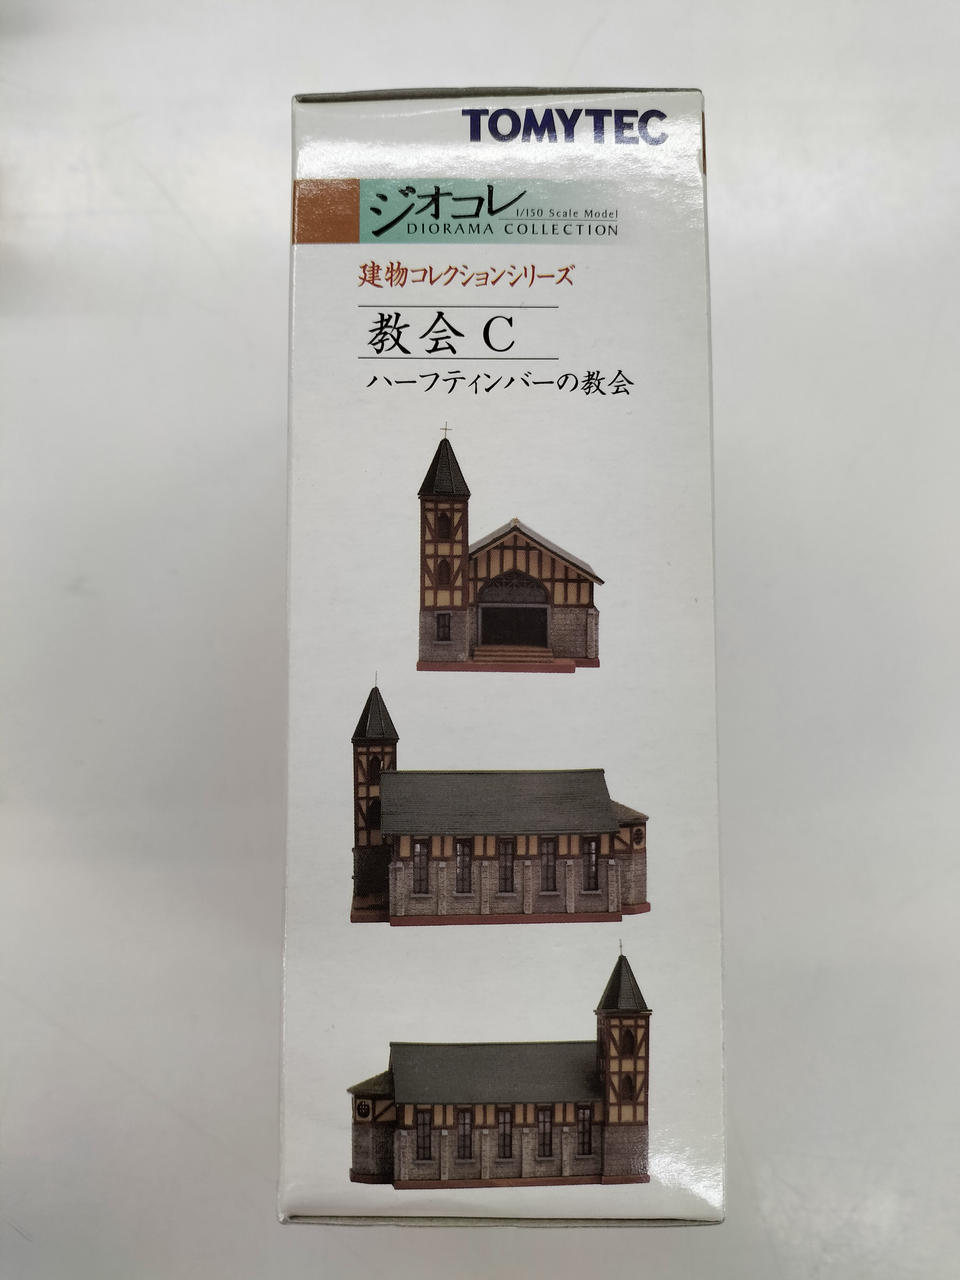 TOMYTEC
ジオコレ
1/150 Scale Model
DIORAMA COLLECTION
建物コレクションシリーズ
教会 C
ハーフティンバーの教会